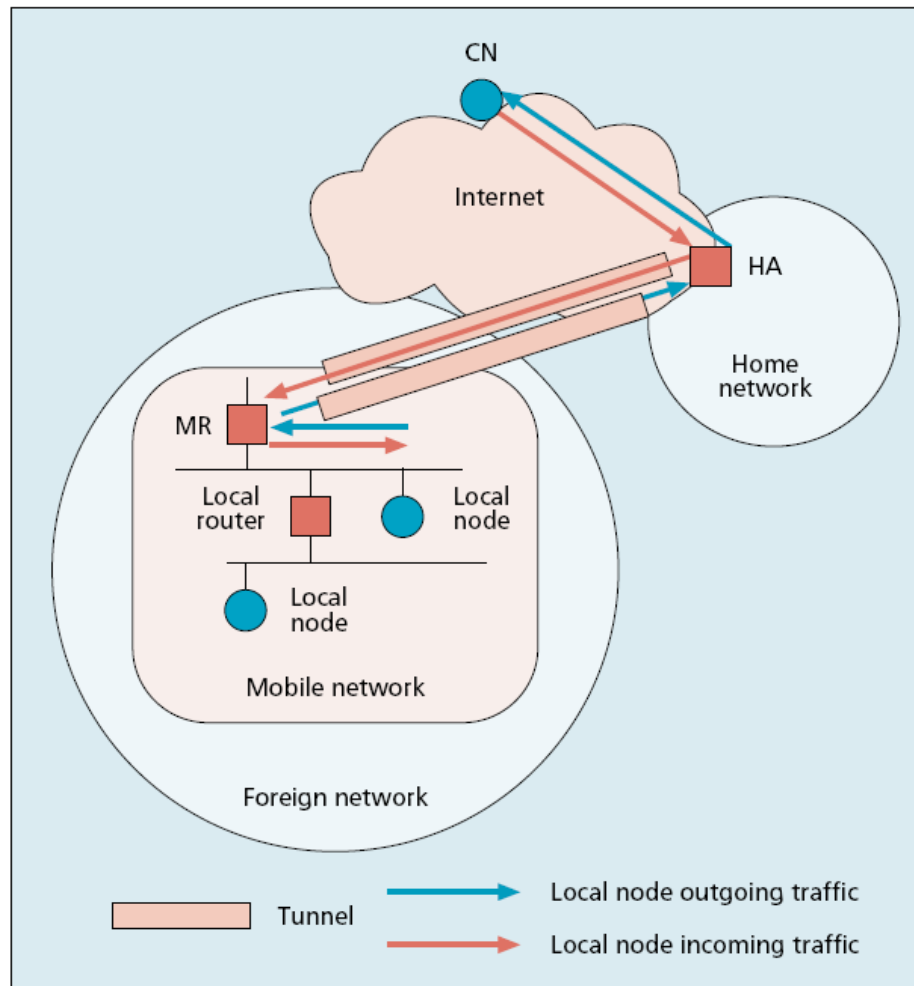 CN
Internet
HA
Home
network
MR
Local
router
Local
node
Local
node
Mobile network
Foreign network
Tunnel
Local node outgoing traffic
Local node incoming traffic